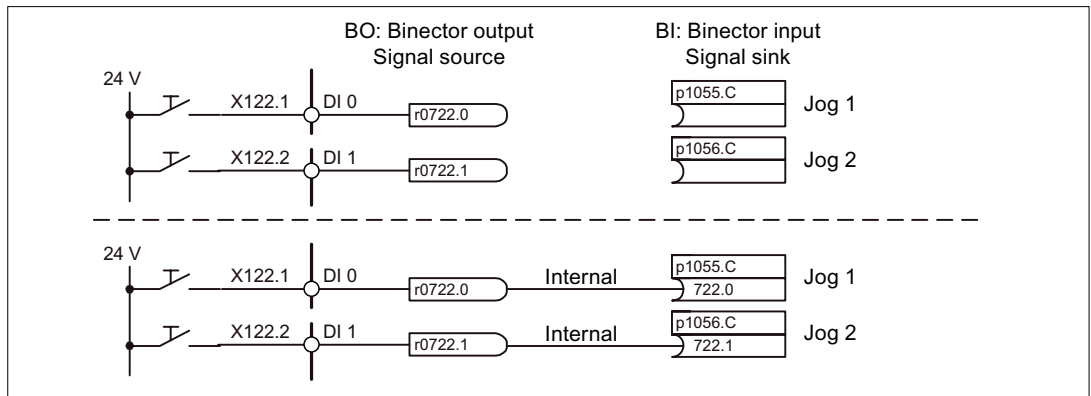 BO: Binector output
Signal source
BI: Binector input
Signal sink
24 V
X122.1
DI 0
r0722.0
p1055.C
Jog 1
X122.2
DI 1
r0722.1
p1056.C
Jog 2
24 V
X122.1
DI 0
r0722.0
Internal
p1055.C
722.0
Jog 1
X122.2
DI 1
r0722.1
Internal
p1056.C
722.1
Jog 2